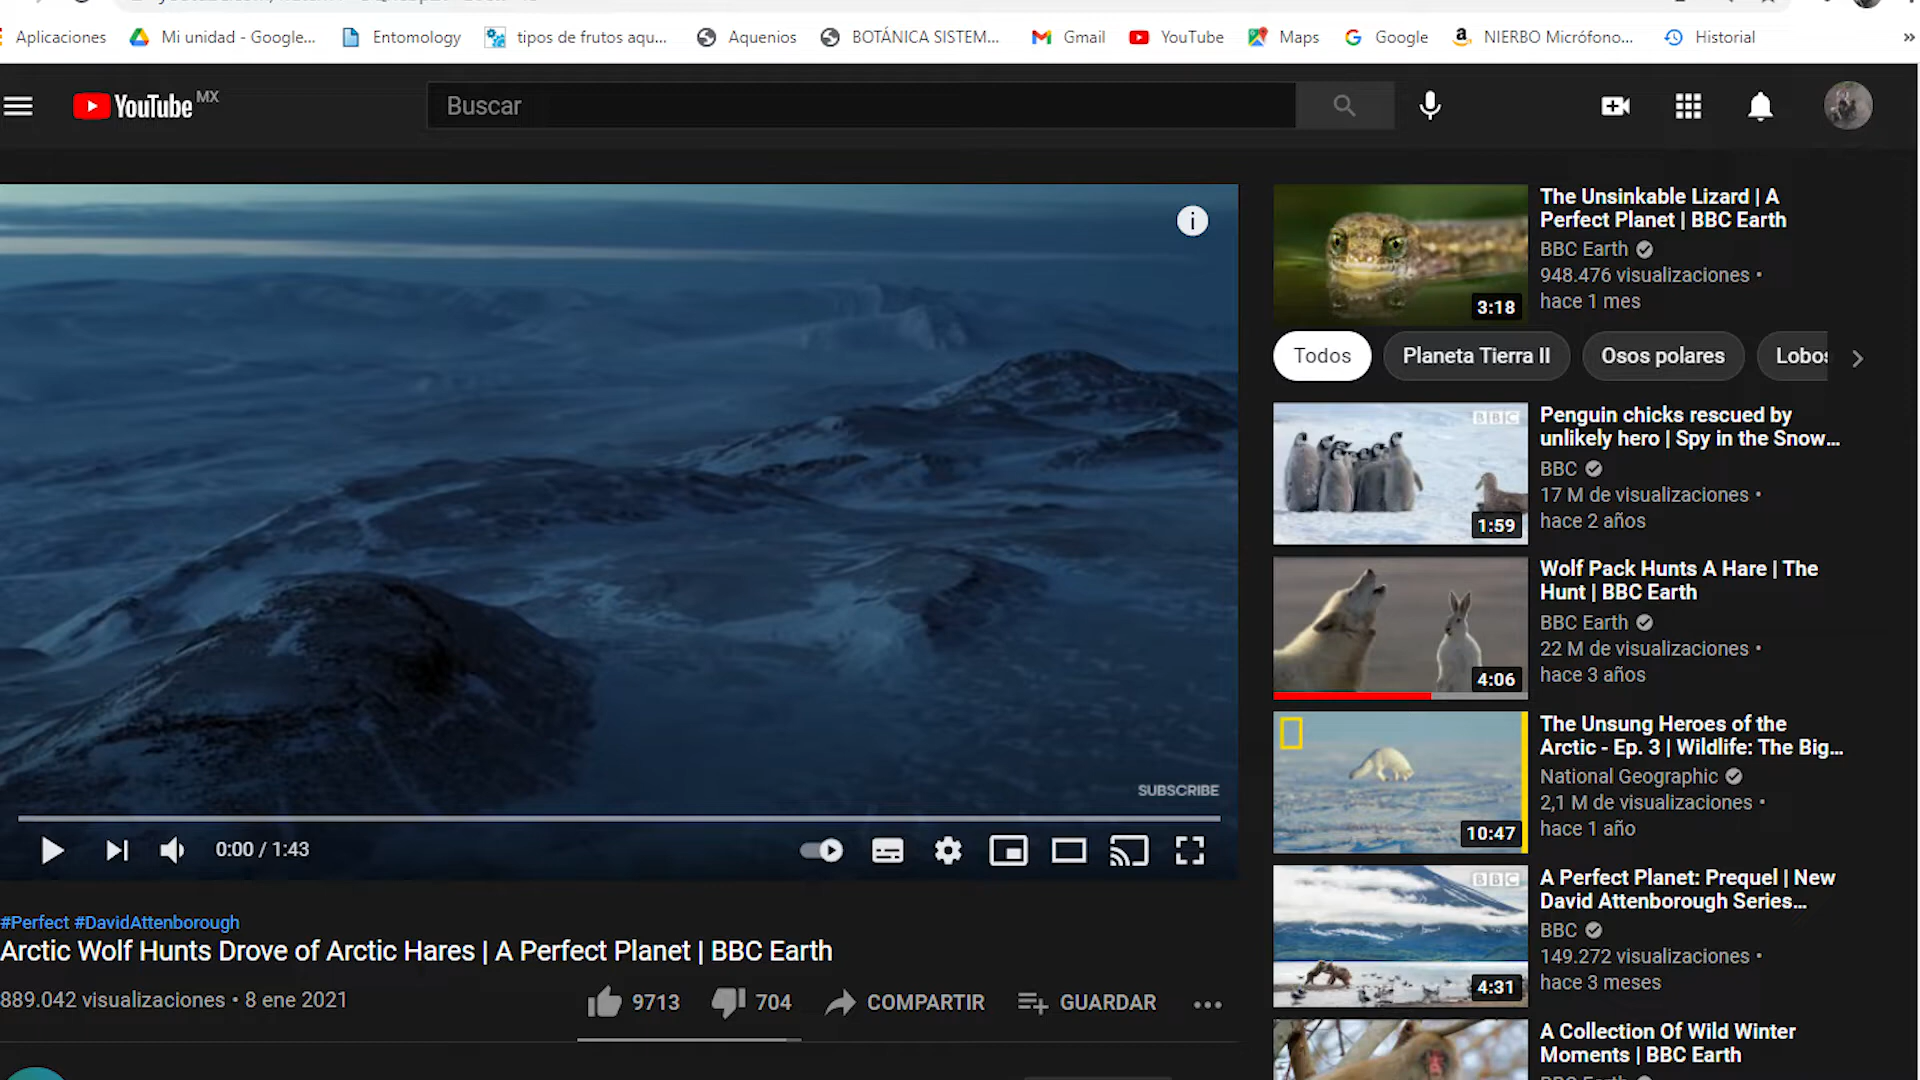 Aplicaciones
Mi unidad - Google...
Entomology
tipos de frutos aqu...
Aquenios
BOTÁNICA SISTEM...
Gmail
YouTube
Maps
Google
NIERBO Micrófono...
Historial
»
YouTube MX
Buscar
SUBSCRIBE
0:00 / 1:43
#Perfect #DavidAttenborough
Arctic Wolf Hunts Drove of Arctic Hares | A Perfect Planet | BBC Earth
889.042 visualizaciones • 8 ene 2021
9713
704
COMPARTIR
GUARDAR
3:18
The Unsinkable Lizard | A
Perfect Planet | BBC Earth
BBC Earth
948.476 visualizaciones •
hace 1 mes
Todos
Planeta Tierra II
Osos polares
Lobos
BBC
1:59
Penguin chicks rescued by
unlikely hero | Spy in the Snow...
BBC
17 M de visualizaciones •
hace 2 años
4:06
Wolf Pack Hunts A Hare | The
Hunt | BBC Earth
BBC Earth
22 M de visualizaciones •
hace 3 años
10:47
The Unsung Heroes of the
Arctic - Ep. 3 | Wildlife: The Big...
National Geographic
2,1 M de visualizaciones •
hace 1 año
BBC
4:31
A Perfect Planet: Prequel | New
David Attenborough Series...
BBC
149.272 visualizaciones •
hace 3 meses
A Collection Of Wild Winter
Moments | BBC Earth
BBC Earth